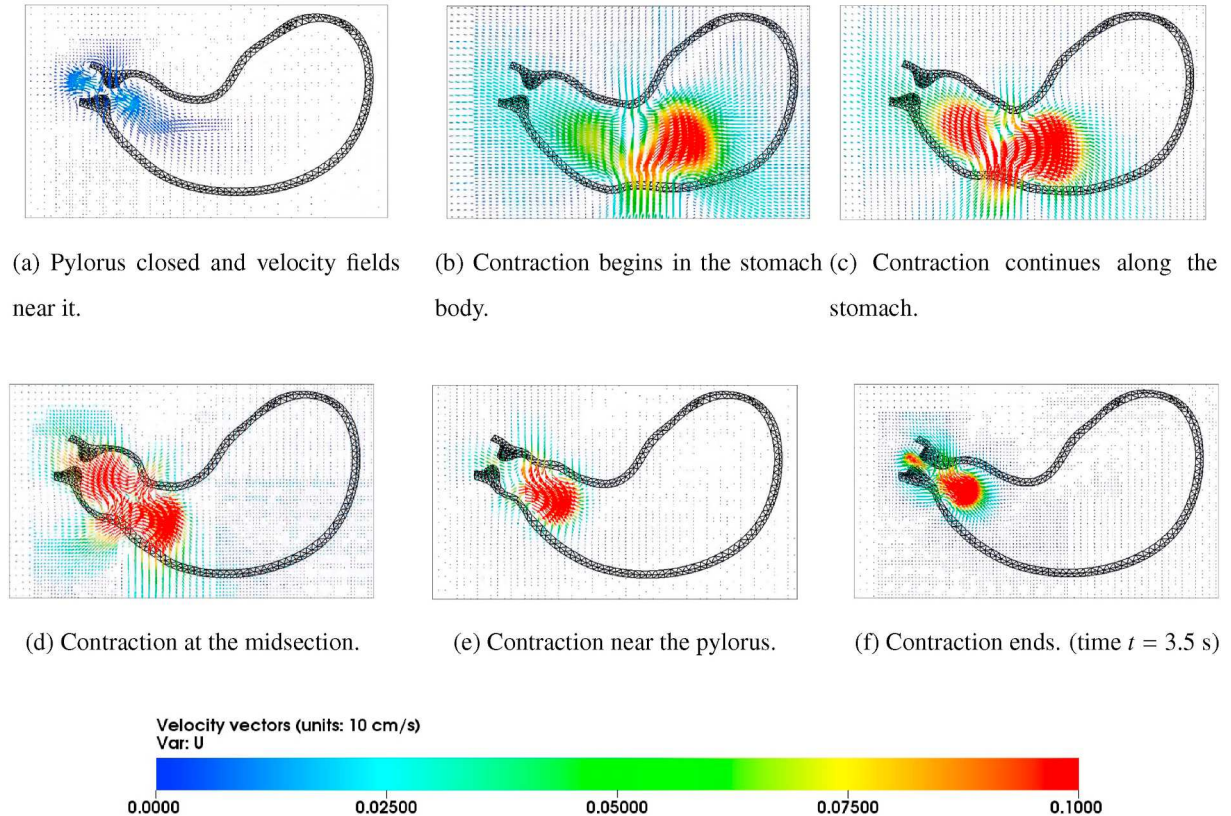 (a) Pylorus closed and velocity fields
near it.
(b) Contraction begins in the stomach
body.
(c) Contraction continues along the
stomach.
(d) Contraction at the midsection.
(e) Contraction near the pylorus.
(f) Contraction ends. (time t = 3.5 s)
Velocity vectors (units: 10 cm/s)
Var: U
0.0000 0.02500 0.05000 0.07500 0.1000